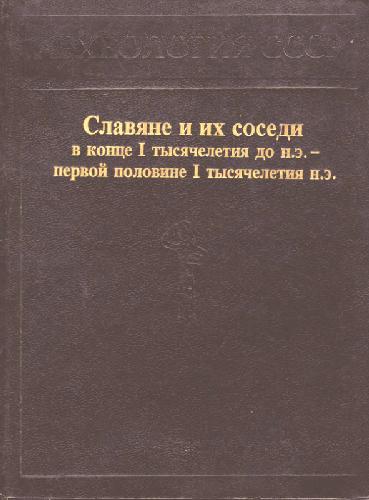 АРХЕОЛОГИЯ СССР
Славяне и их соседи
в конце I тысячелетия до н.э. –
первой половине I тысячелетия н.э.